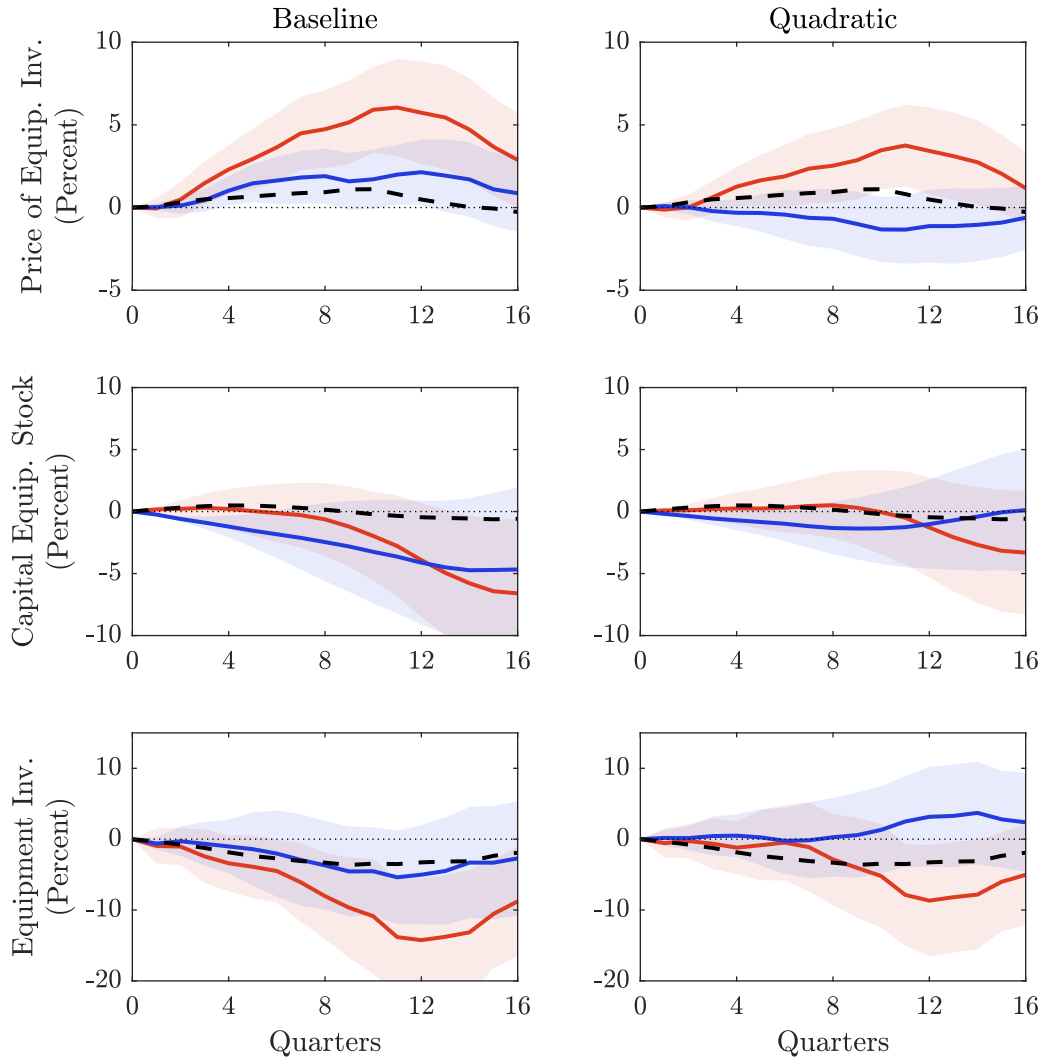 Baseline
Quadratic
Price of Equip. Inv.
(Percent)
10
5
0
-5
0 4 8 12 16
10
5
0
-5
0 4 8 12 16
Capital Equip. Stock
(Percent)
10
5
0
-5
-10
0 4 8 12 16
10
5
0
-5
-10
0 4 8 12 16
Equipment Inv.
(Percent)
10
0
-10
-20
0 4 8 12 16
Quarters
10
0
-10
-20
0 4 8 12 16
Quarters